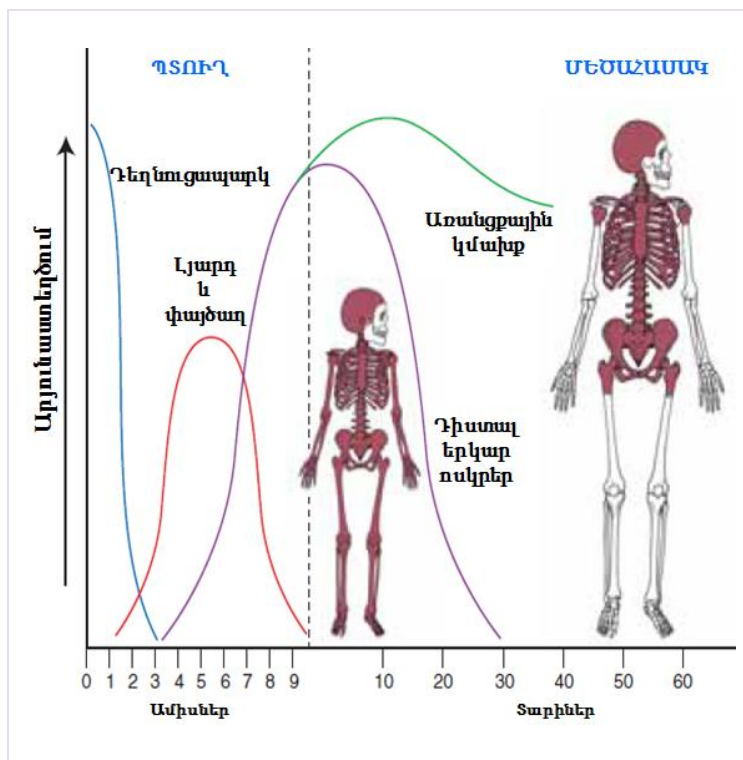 ՊՏՈՒՂ
ՄԵԾԱՀԱՍԱԿ
Դեղնուցապարկ
Առանցքային
կմախք
Լյարդ
և
փայծաղ
Արյունաստեղծում
Դիստալ
երկար
ոսկրեր
0 1 2 3 4 5 6 7 8 9 10 20 30 40 50 60
Ամիսներ
Տարիներ